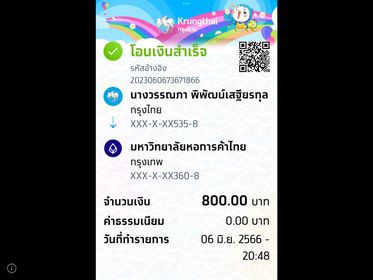 Krungthai
กรุงไทย
โอนเงินสำเร็จ
รหัสอ้างอิง
2023060673671866
นางวรรณภา พิพัฒน์เศฐียรกุล
กรุงไทย
XXX-X-XX535-8
มหาวิทยาลัยหอการค้าไทย
กรุงเทพ
XXX-X-XX360-8
จำนวนเงิน 800.00 บาท
ค่าธรรมเนียม 0.00 บาท
วันที่ทำรายการ 06 มิ.ย. 2566 -
20:48